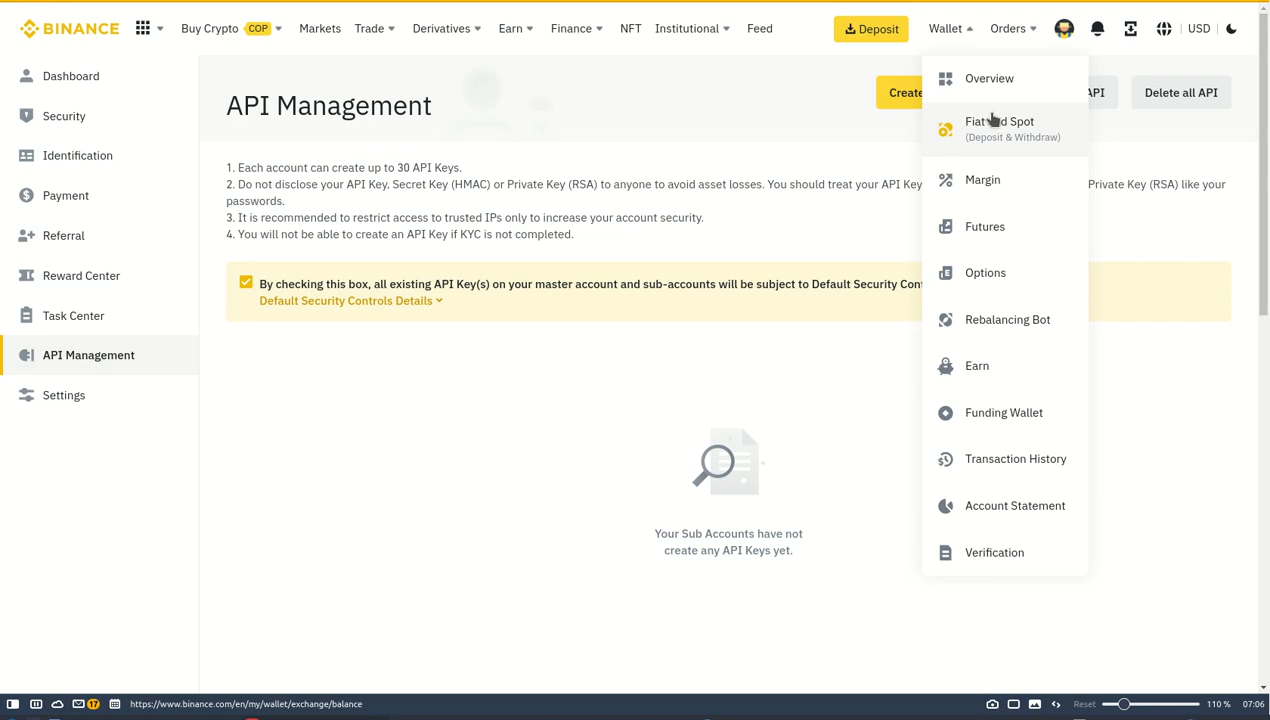 BINANCE
Buy Crypto COP
Markets
Trade
Derivatives
Earn
Finance
NFT
Institutional
Feed
Deposit
Wallet
Orders
USD
Dashboard
Security
Identification
Payment
Referral
Reward Center
Task Center
API Management
Settings
API Management
Create
API
Delete all API
1. Each account can create up to 30 API Keys.
2. Do not disclose your API Key, Secret Key (HMAC) or Private Key (RSA) to anyone to avoid asset losses. You should treat your API Key Private Key (RSA) like your
passwords.
3. It is recommended to restrict access to trusted IPs only to increase your account security.
4. You will not be able to create an API Key if KYC is not completed.
By checking this box, all existing API Key(s) on your master account and sub-accounts will be subject to Default Security
Default Security Controls Details
Your Sub Accounts have not
create any API Keys yet.
Overview
Fiat Spot
(Deposit & Withdraw)
Margin
Futures
Options
Rebalancing Bot
Earn
Funding Wallet
Transaction History
Account Statement
Verification
17
https://www.binance.com/en/my/wallet/exchange/balance
Reset
110 %
07:06